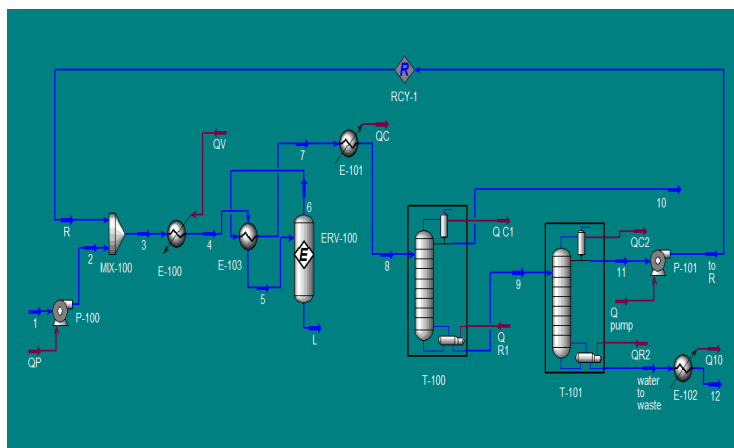 R
RCY-1
QV
7
QC
E-101
10
6
ERV-100
E
Q C1
QC2
R
2
MIX-100
3
E-100
4
E-103
5
8
9
11
P-101
to
R
1
P-100
QP
L
Q
R1
T-100
Q
pump
QR2
T-101
water
to
waste
Q10
E-102
12